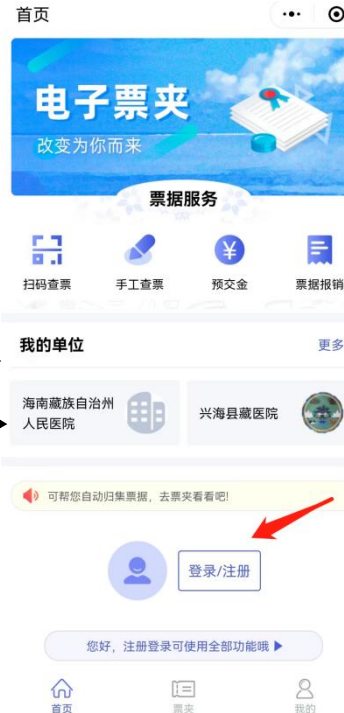 首页
电子票夹
改变为你而来
票据服务
扫码查票 手工查票 预交金 票据报销
我的单位 更多
海南藏族自治州
人民医院
兴海县藏医院
可帮您自动归集票据，去票夹看看吧!
登录/注册
您好，注册登录可使用全部功能哦
首页 票夹 我的